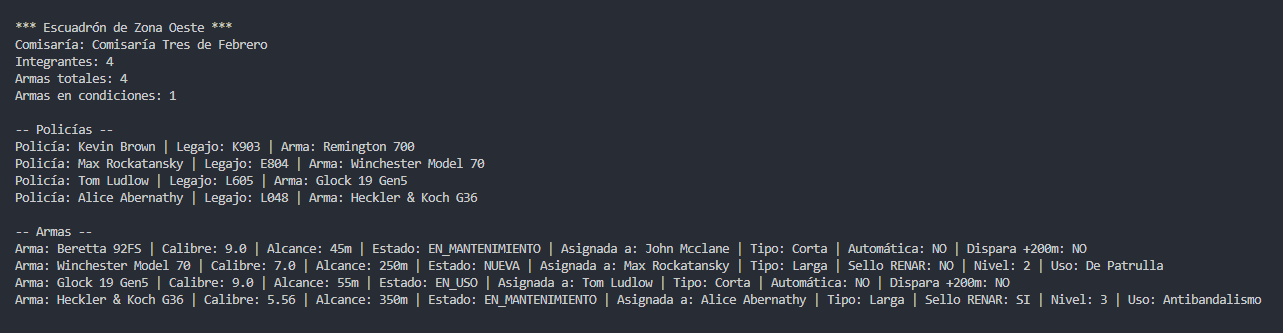 *** Escuadrón de Zona Oeste ***
Comisaría: Comisaría Tres de Febrero
Integrantes: 4
Armas totales: 4
Armas en condiciones: 1
-- Policías --
Policía: Kevin Brown | Legajo: K903 | Arma: Remington 700
Policía: Max Rockatansky | Legajo: E804 | Arma: Winchester Model 70
Policía: Tom Ludlow | Legajo: L605 | Arma: Glock 19 Gen5
Policía: Alice Abernathy | Legajo: L048 | Arma: Heckler & Koch G36
-- Armas --
Arma: Beretta 92FS | Calibre: 9.0 | Alcance: 45m | Estado: EN_MANTENIMIENTO | Asignada a: John Mcclane | Tipo: Corta | Automática: NO | Dispara +200m: NO
Arma: Winchester Model 70 | Calibre: 7.0 | Alcance: 250m | Estado: NUEVA | Asignada a: Max Rockatansky | Tipo: Larga | Sello RENAR: NO | Nivel: 2 | Uso: De Patrulla
Arma: Glock 19 Gen5 | Calibre: 9.0 | Alcance: 55m | Estado: EN_USO | Asignada a: Tom Ludlow | Tipo: Corta | Automática: NO | Dispara +200m: NO
Arma: Heckler & Koch G36 | Calibre: 5.56 | Alcance: 350m | Estado: EN_MANTENIMIENTO | Asignada a: Alice Abernathy | Tipo: Larga | Sello RENAR: SI | Nivel: 3 | Uso: Antibandalismo